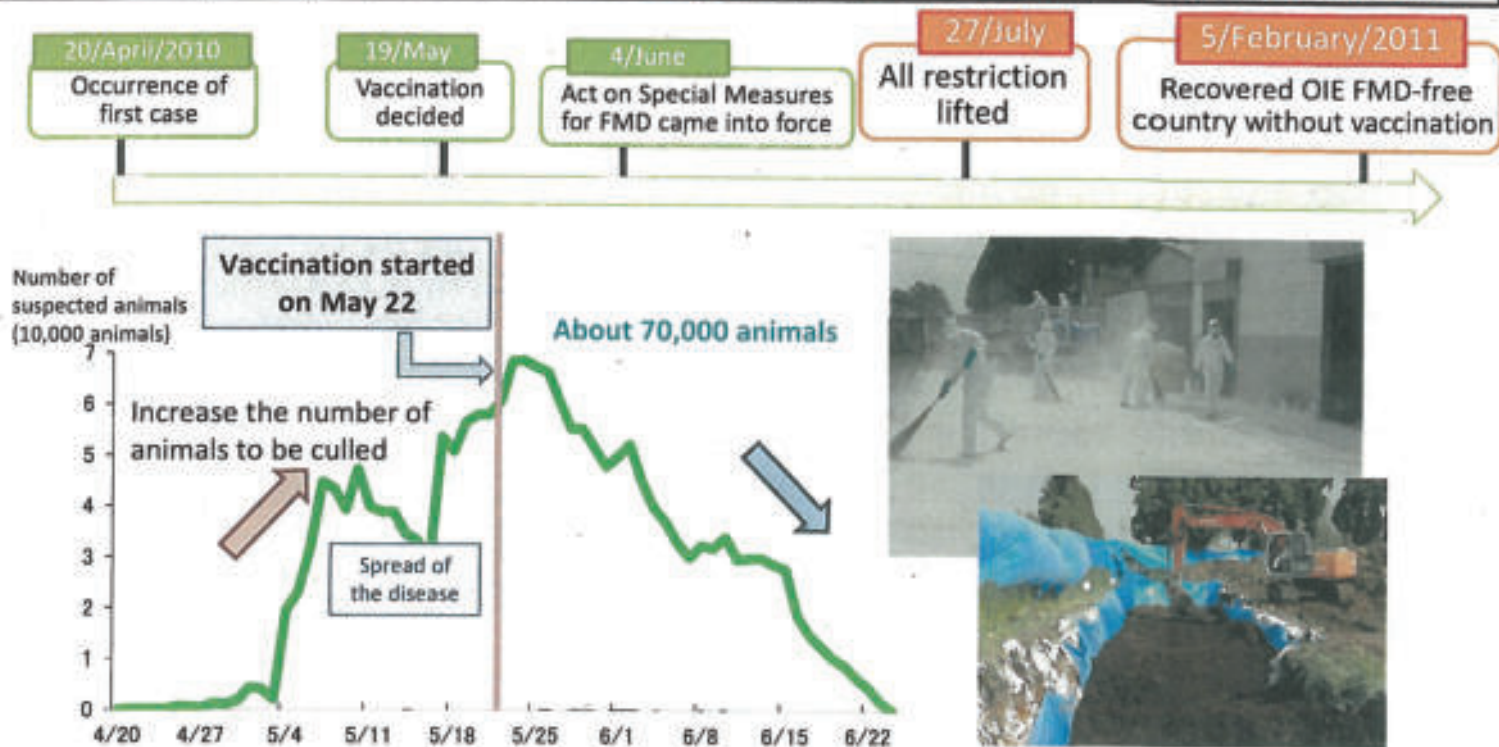 20/April/2010
Occurrence of
first case
19/May
Vaccination
decided
4/June
Act on Special Measures
for FMD came into force
27/July
All restriction
lifted
5/February/2011
Recovered OIE FMD-free
country without vaccination
Number of
suspected animals
(10,000 animals)
Vaccination started
on May 22
About 70,000 animals
Increase the number of
animals to be culled
Spread of
the disease
7
6
5
4
3
2
1
0
4/20 4/27 5/4 5/11 5/18 5/25 6/1 6/8 6/15 6/22